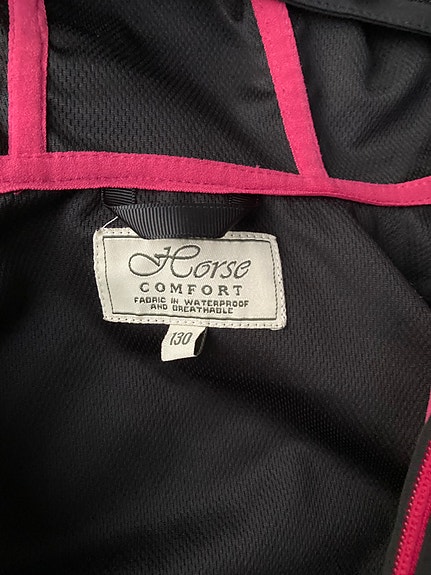 Horse
COMFORT
FABRIC IN WATERPROOF
AND BREATHABLE
130